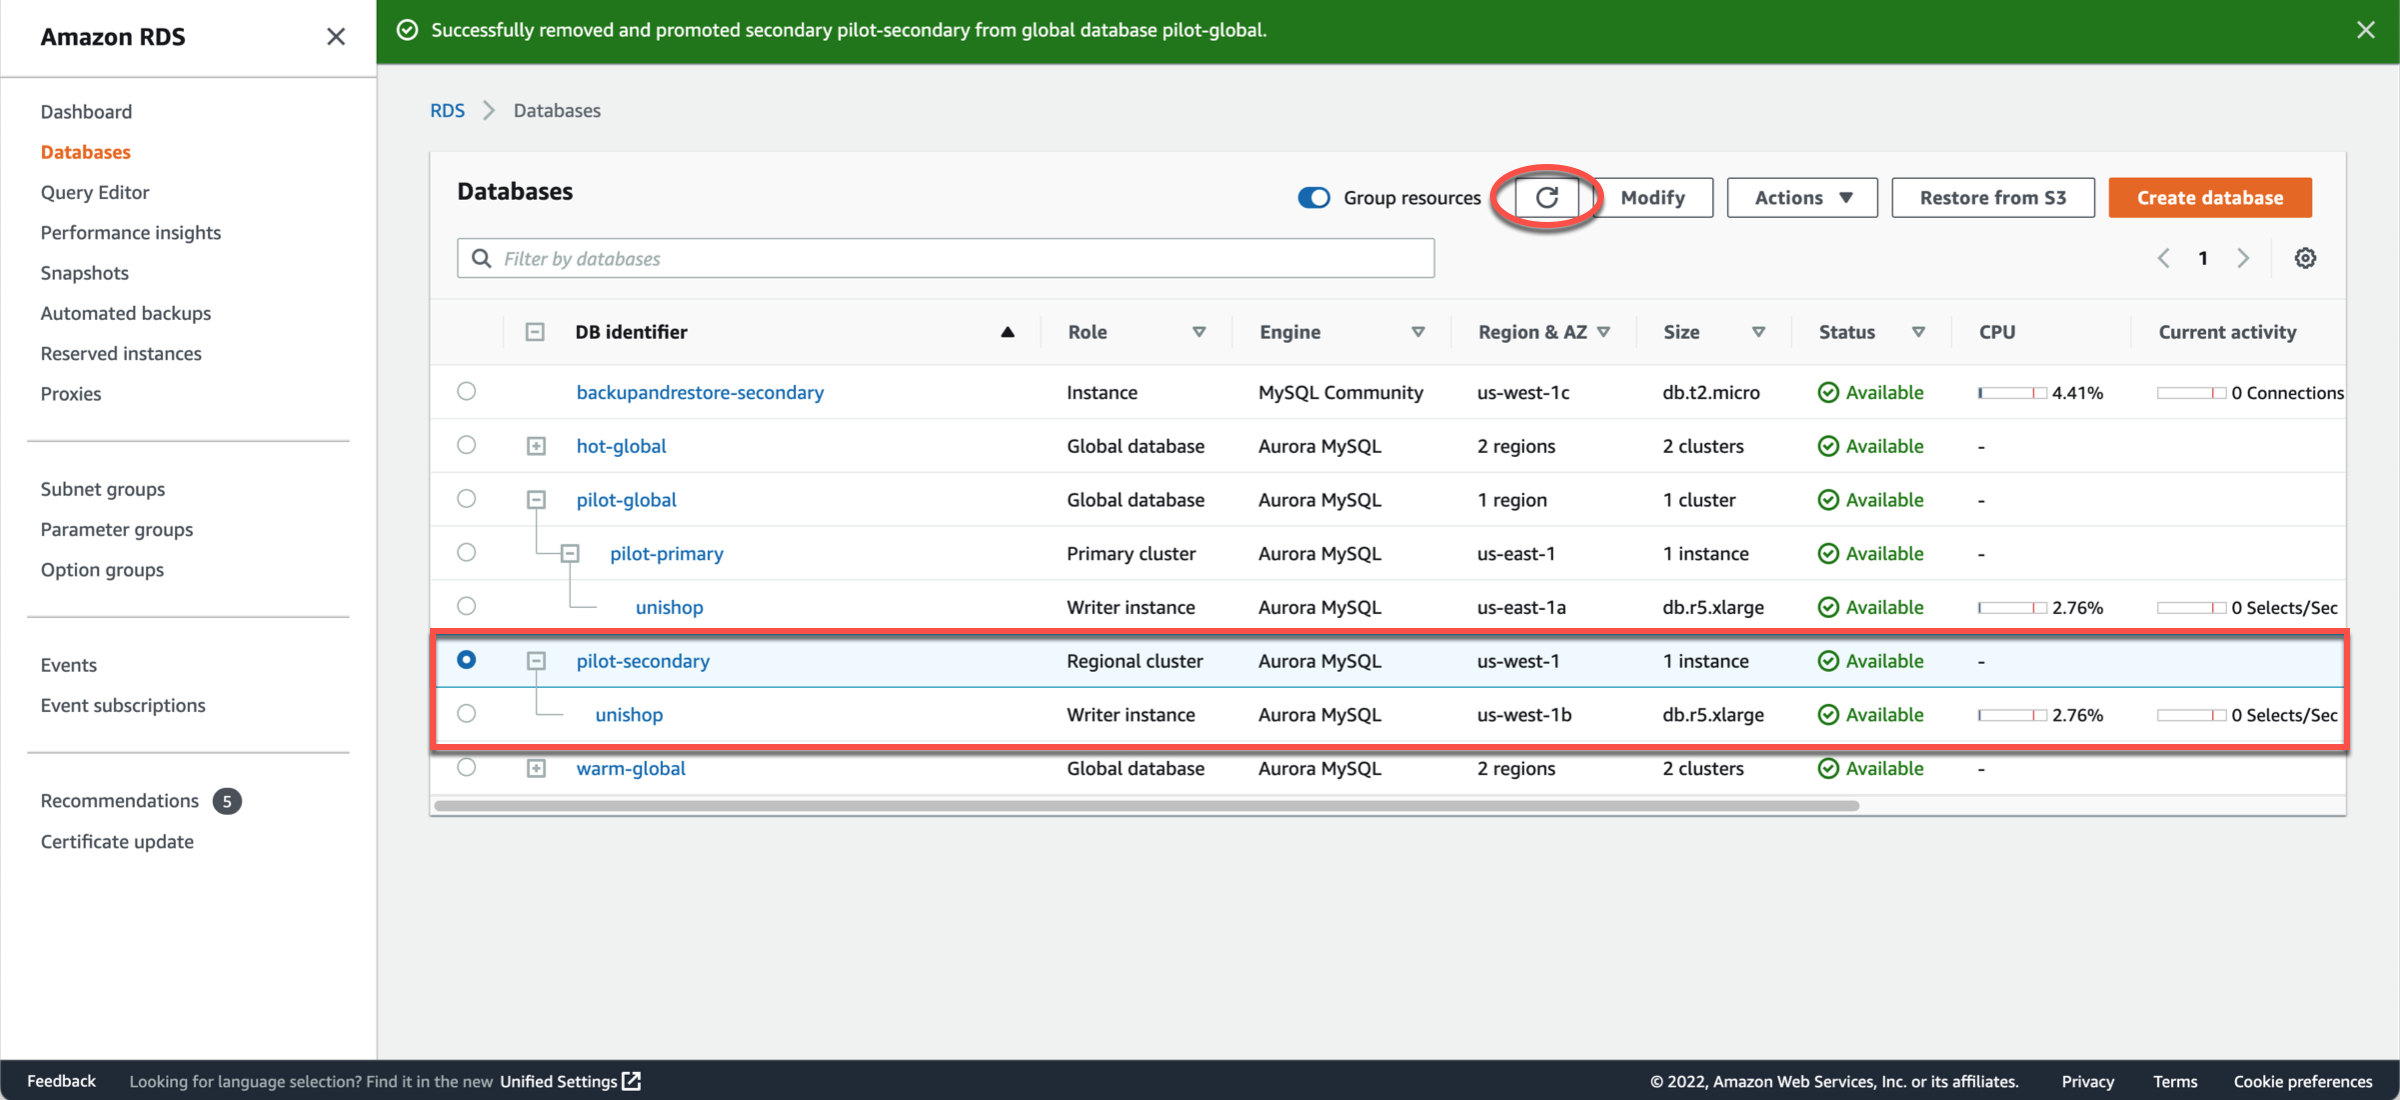 Amazon RDS
Successfully removed and promoted secondary pilot-secondary from global database pilot-global.
Dashboard
Databases
Query Editor
Performance insights
Snapshots
Automated backups
Reserved instances
Proxies
Subnet groups
Parameter groups
Option groups
Events
Event subscriptions
Recommendations 5
Certificate update
RDS Databases
Databases
Group resources Modify Actions Restore from S3 Create database
Filter by databases
1
DB identifier Role Engine Region & AZ Size Status CPU Current activity
backupandrestore-secondary Instance MySQL Community us-west-1c db.t2.micro Available 4.41% 0 Connections
hot-global Global database Aurora MySQL 2 regions 2 clusters Available -
pilot-global Global database Aurora MySQL 1 region 1 cluster Available -
pilot-primary Primary cluster Aurora MySQL us-east-1 1 instance Available -
unishop Writer instance Aurora MySQL us-east-1a db.r5.xlarge Available 2.76% 0 Selects/Sec
pilot-secondary Regional cluster Aurora MySQL us-west-1 1 instance Available -
unishop Writer instance Aurora MySQL us-west-1b db.r5.xlarge Available 2.76% 0 Selects/Sec
warm-global Global database Aurora MySQL 2 regions 2 clusters Available -
Feedback Looking for language selection? Find it in the new Unified Settings © 2022, Amazon Web Services, Inc. or its affiliates. Privacy Terms Cookie preferences